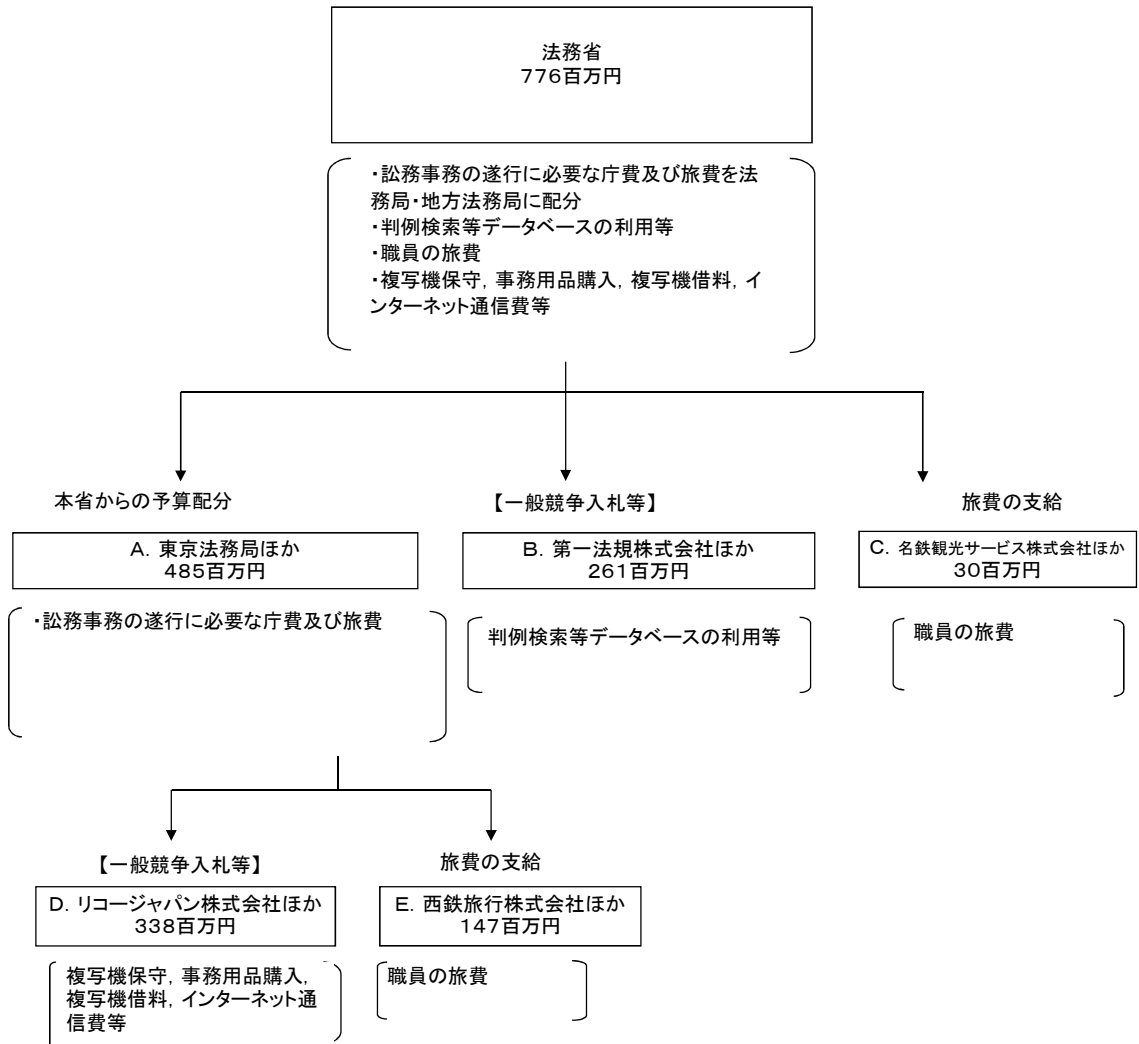 法務省
776百万円
・訟務事務の遂行に必要な庁費及び旅費を法
務局・地方法務局に配分
・判例検索等データベースの利用等
・職員の旅費
・複写機保守，事務用品購入，複写機借料，イ
ンターネット通信費等
本省からの予算配分
A．東京法務局ほか
485百万円
・訟務事務の遂行に必要な庁費及び旅費
【一般競争入札等】
B．第一法規株式会社ほか
261百万円
判例検索等データベースの利用等
旅費の支給
C．名鉄観光サービス株式会社ほか
30百万円
職員の旅費
【一般競争入札等】
D．リコージャパン株式会社ほか
338百万円
複写機保守，事務用品購入，
複写機借料，インターネット通
信費等
旅費の支給
E．西鉄旅行株式会社ほか
147百万円
職員の旅費